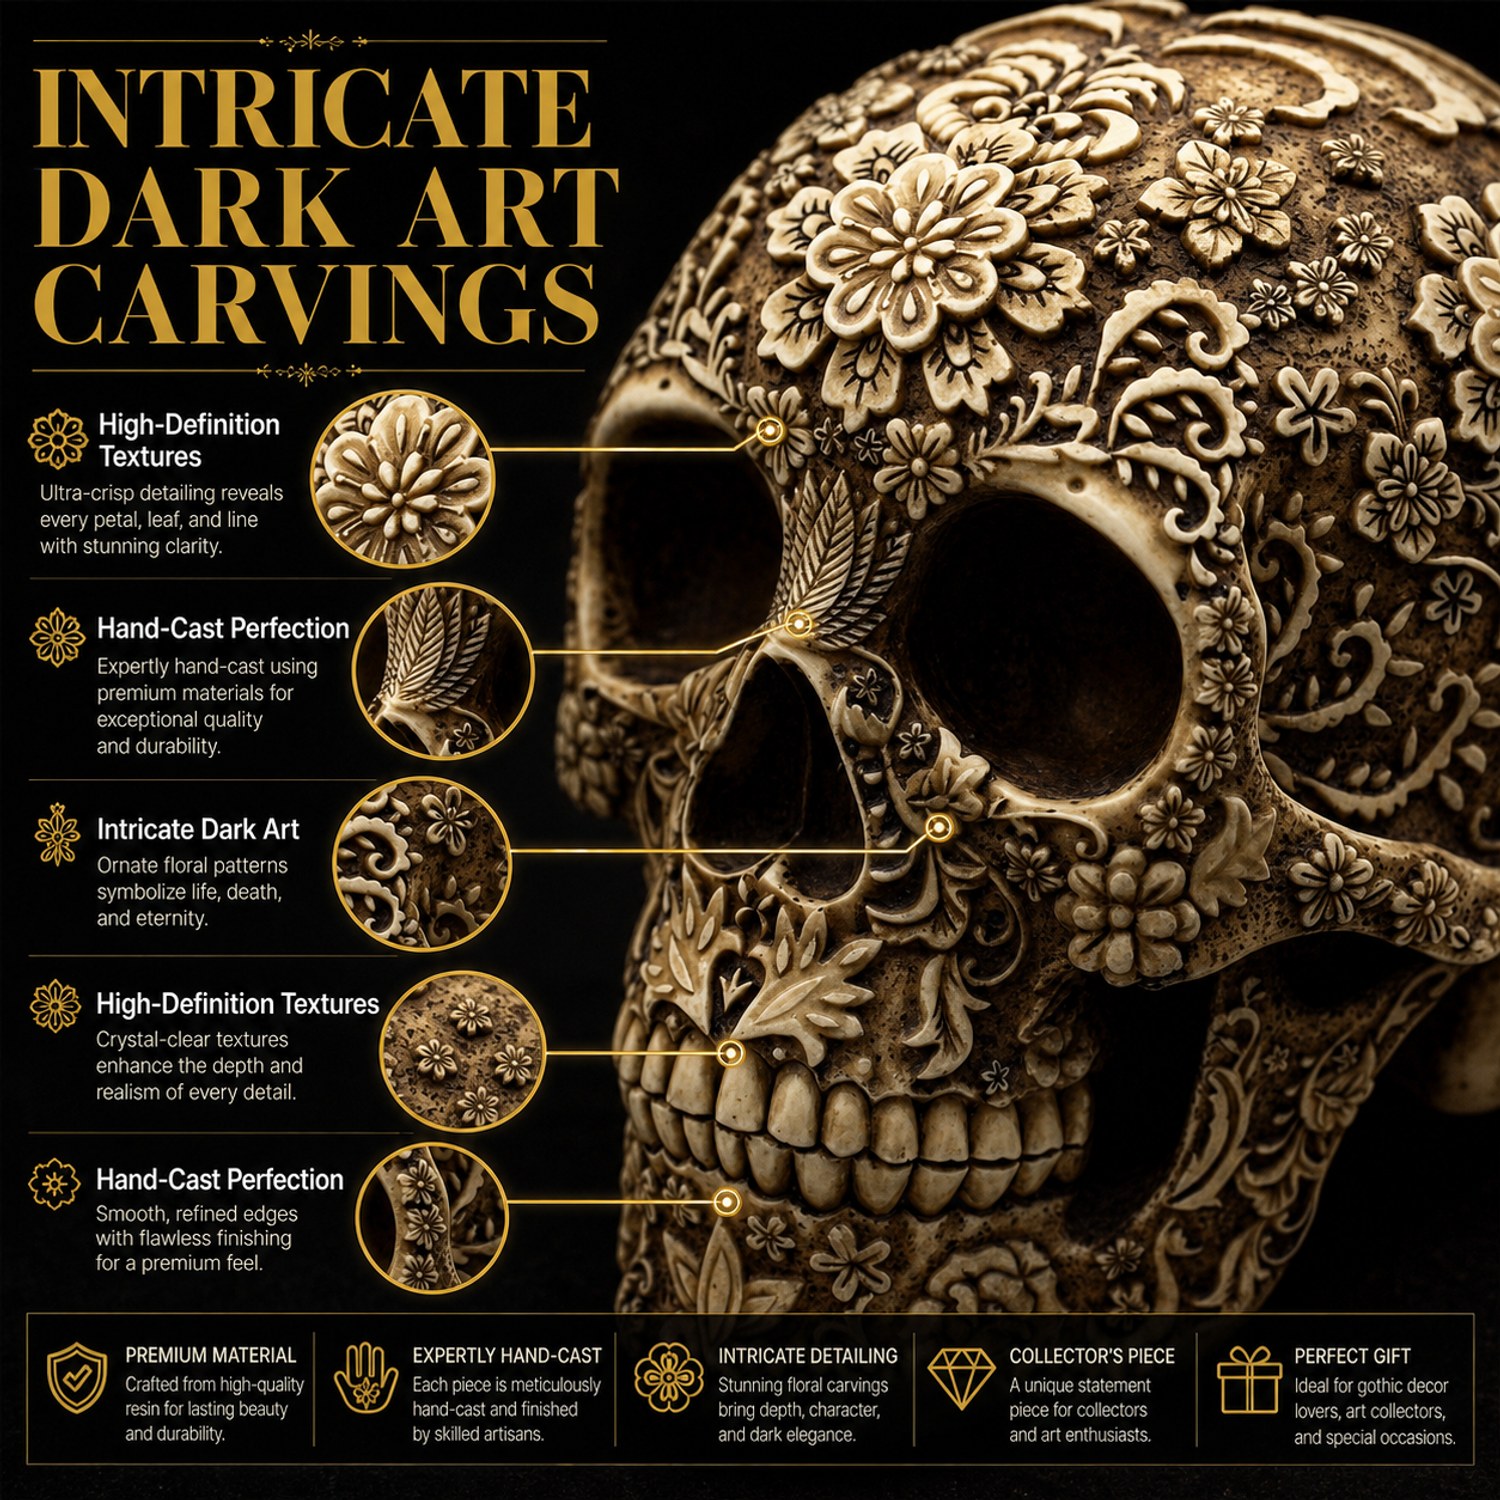 INTRICATE
DARK ART
CARVINGS
High-Definition
Textures
Ultra-crisp detailing reveals
every petal, leaf, and line
with stunning clarity.
Hand-Cast Perfection
Expertly hand-cast using
premium materials for
exceptional quality
and durability.
Intricate Dark Art
Ornate floral patterns
symbolize life, death,
and eternity.
High-Definition Textures
Crystal-clear textures
enhance the depth and
realism of every detail.
Hand-Cast Perfection
Smooth, refined edges
with flawless finishing
for a premium feel.
PREMIUM MATERIAL
Crafted from high-quality
resin for lasting beauty
and durability.
EXPERTLY HAND-CAST
Each piece is meticulously
hand-cast and finished
by skilled artisans.
INTRICATE DETAILING
Stunning floral carvings
bring depth, character,
and dark elegance.
COLLECTOR'S PIECE
A unique statement
piece for collectors
and art enthusiasts.
PERFECT GIFT
Ideal for gothic decor
lovers, art collectors,
and special occasions.